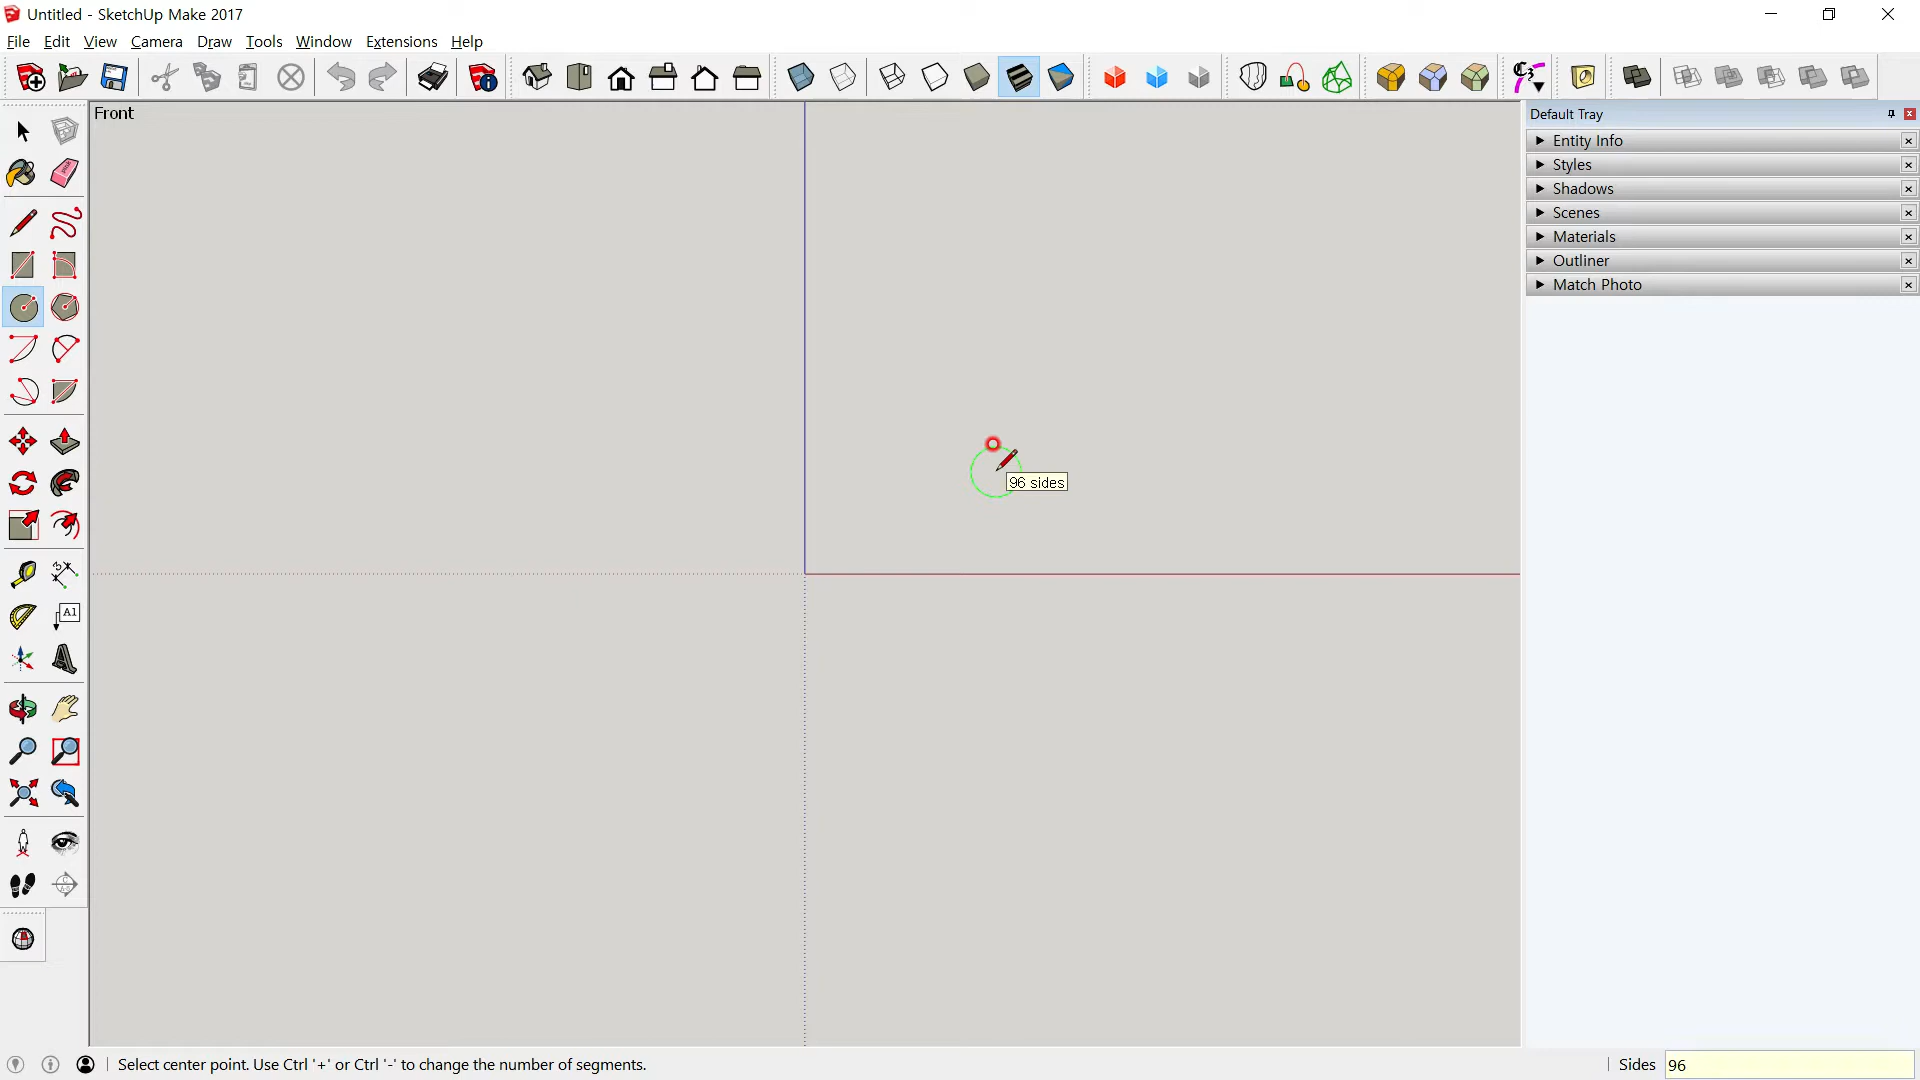 Untitled - SketchUp Make 2017
File Edit View Camera Draw Tools Window Extensions Help
Front
Default Tray
Entity Info
Styles
Shadows
Scenes
Materials
Outliner
Match Photo
96 sides
A1
Select center point. Use Ctrl '+' or Ctrl '-' to change the number of segments.
Sides 96